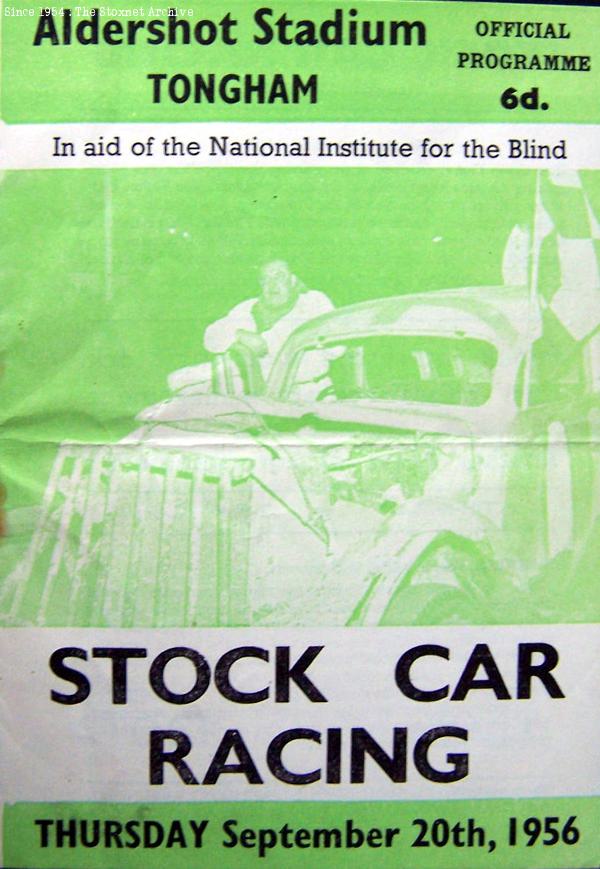 Since 1954 . The Stoxnet Archive
Aldershot Stadium
TONGHAM
OFFICIAL
PROGRAMME
6d.
In aid of the National Institute for the Blind
STOCK CAR
RACING
THURSDAY September 20th, 1956